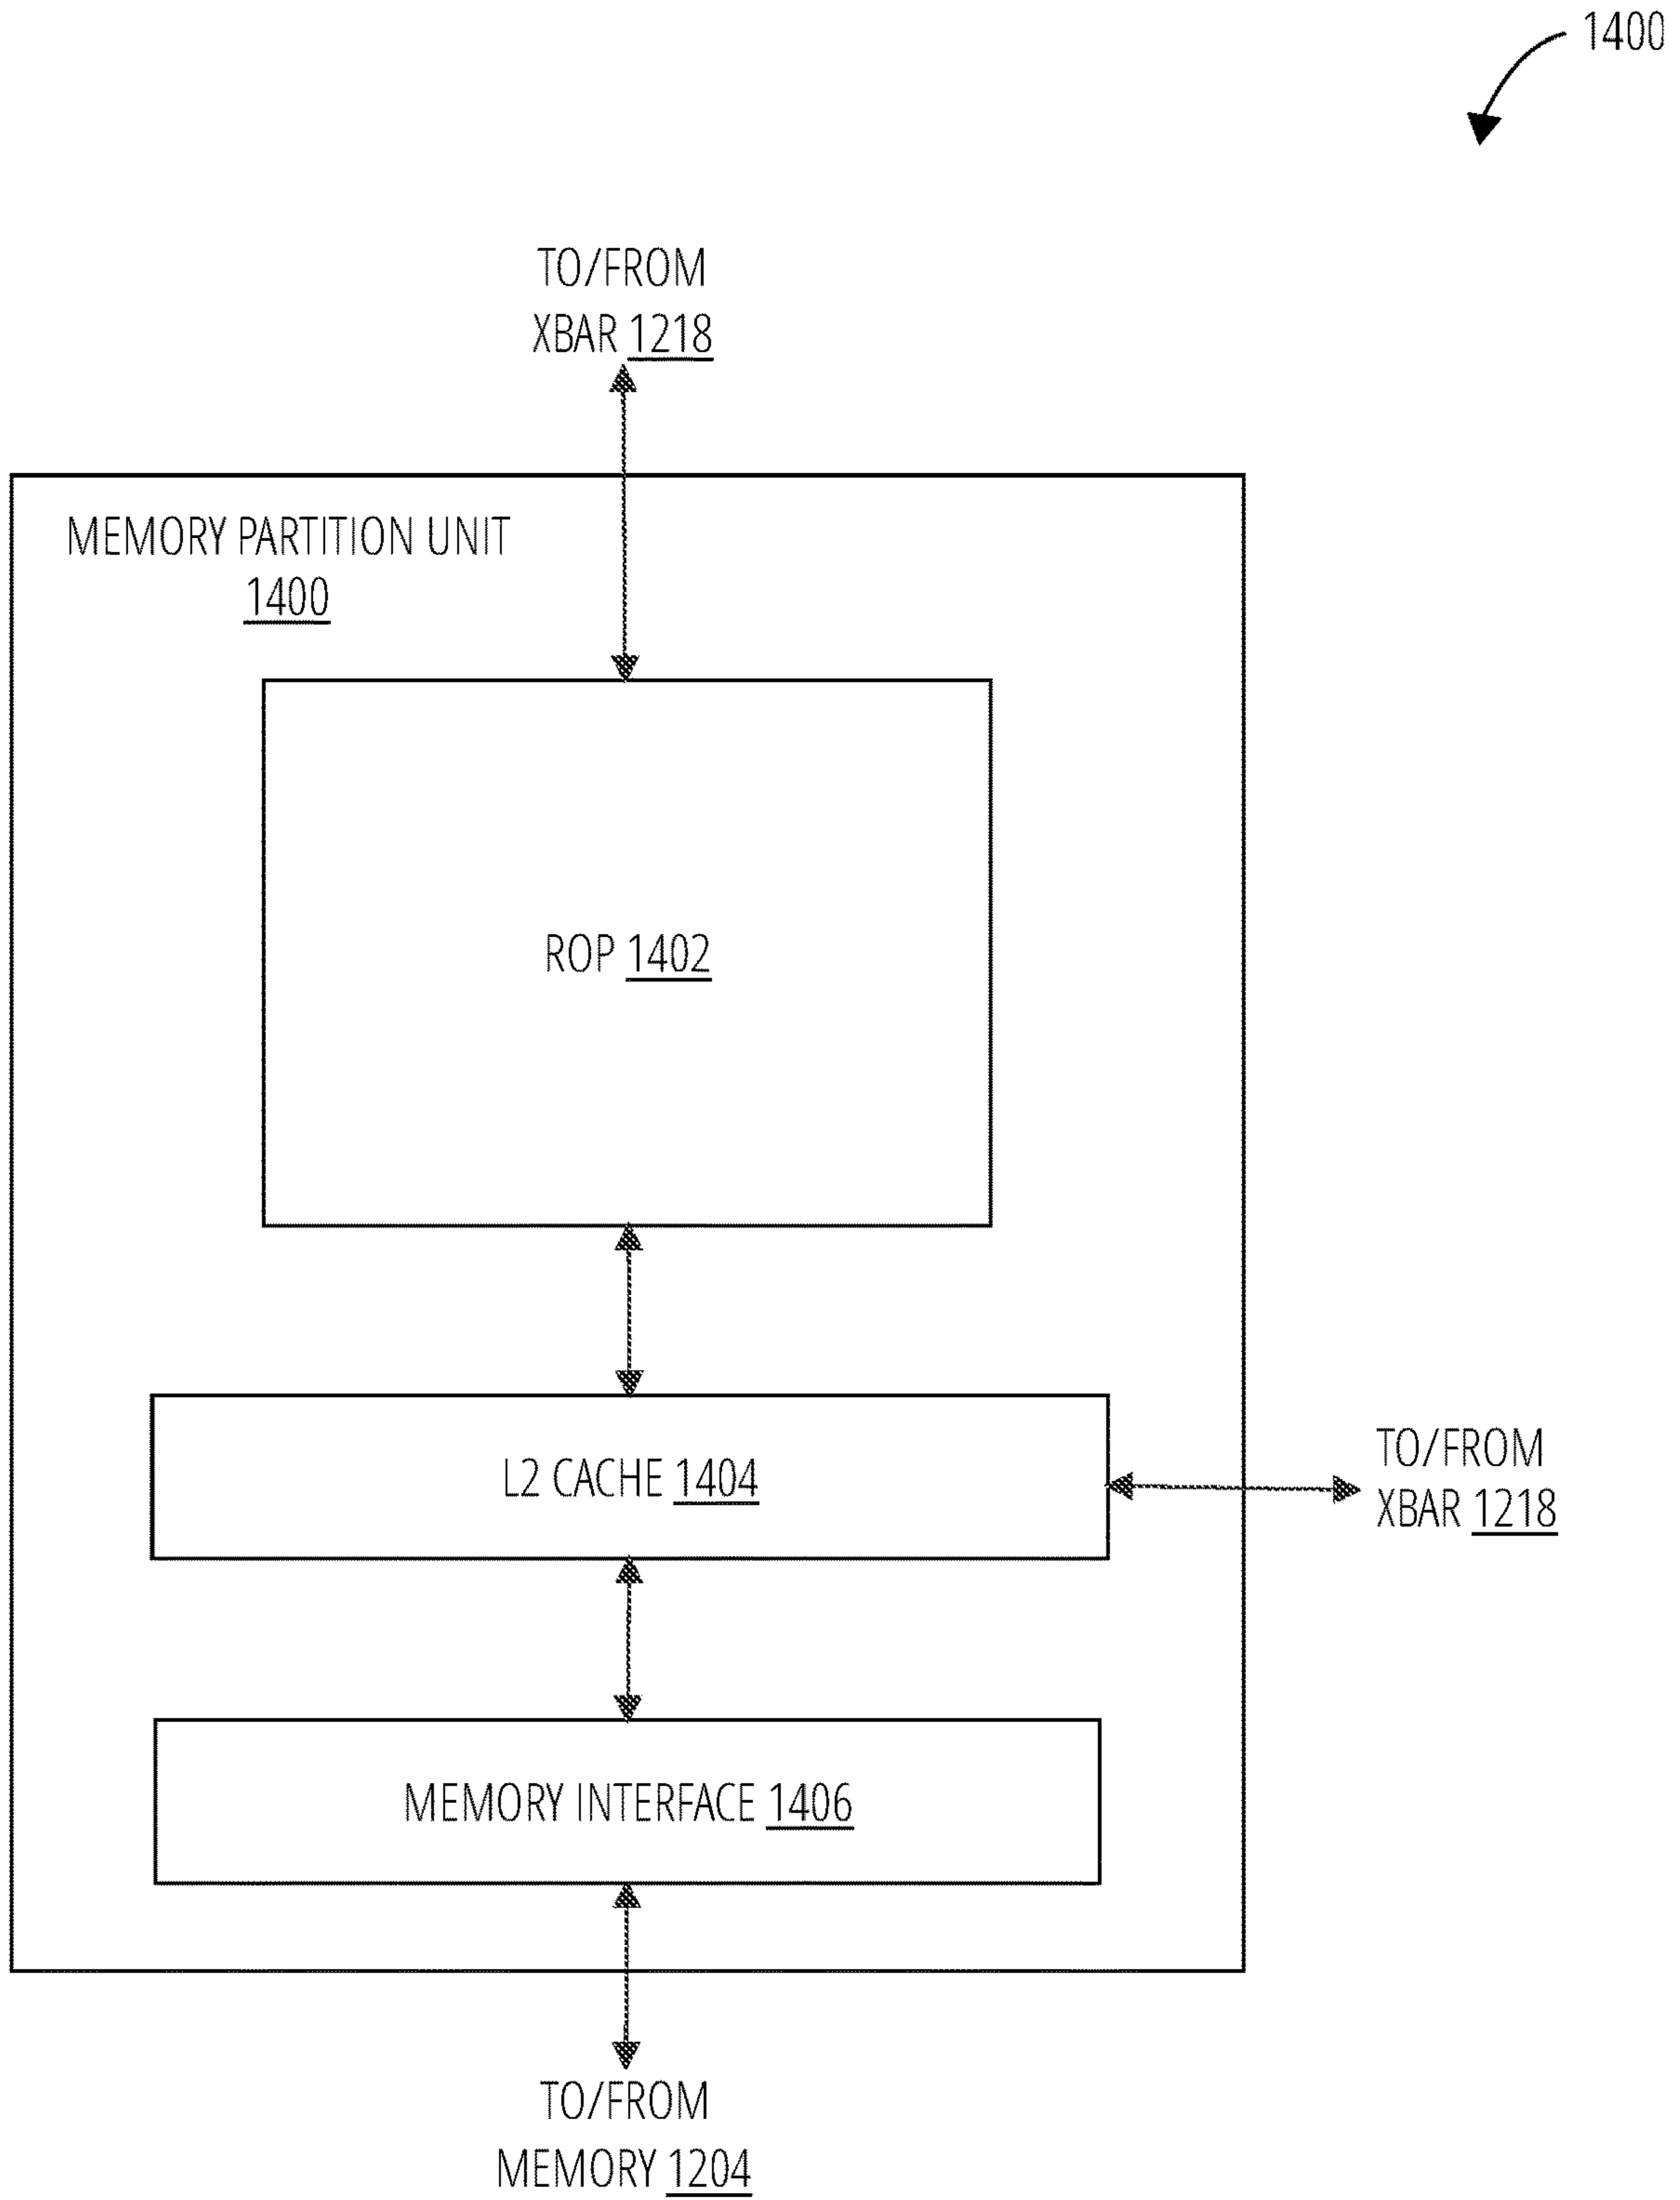 1400
TO/FROM
XBAR 1218
MEMORY PARTITION UNIT
1400
ROP 1402
L2 CACHE 1404
TO/FROM
XBAR 1218
MEMORY INTERFACE 1406
TO/FROM
MEMORY 1204